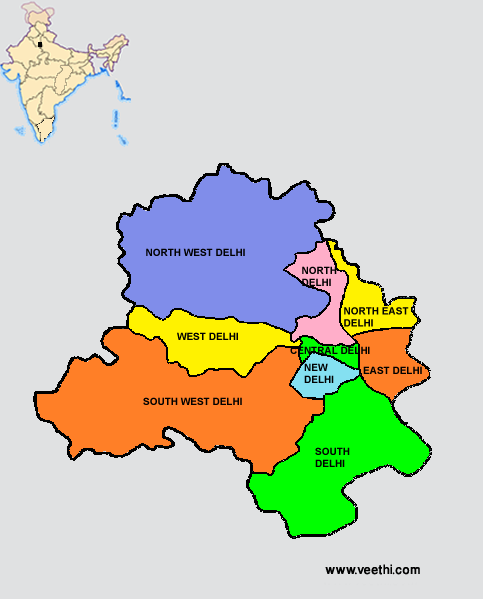 NORTH WEST DELHI
NORTH
DELHI
NORTH EAST
DELHI
WEST DELHI
CENTRAL DELHI
NEW
DELHI
EAST DELHI
SOUTH WEST DELHI
SOUTH
DELHI
www.veethi.com